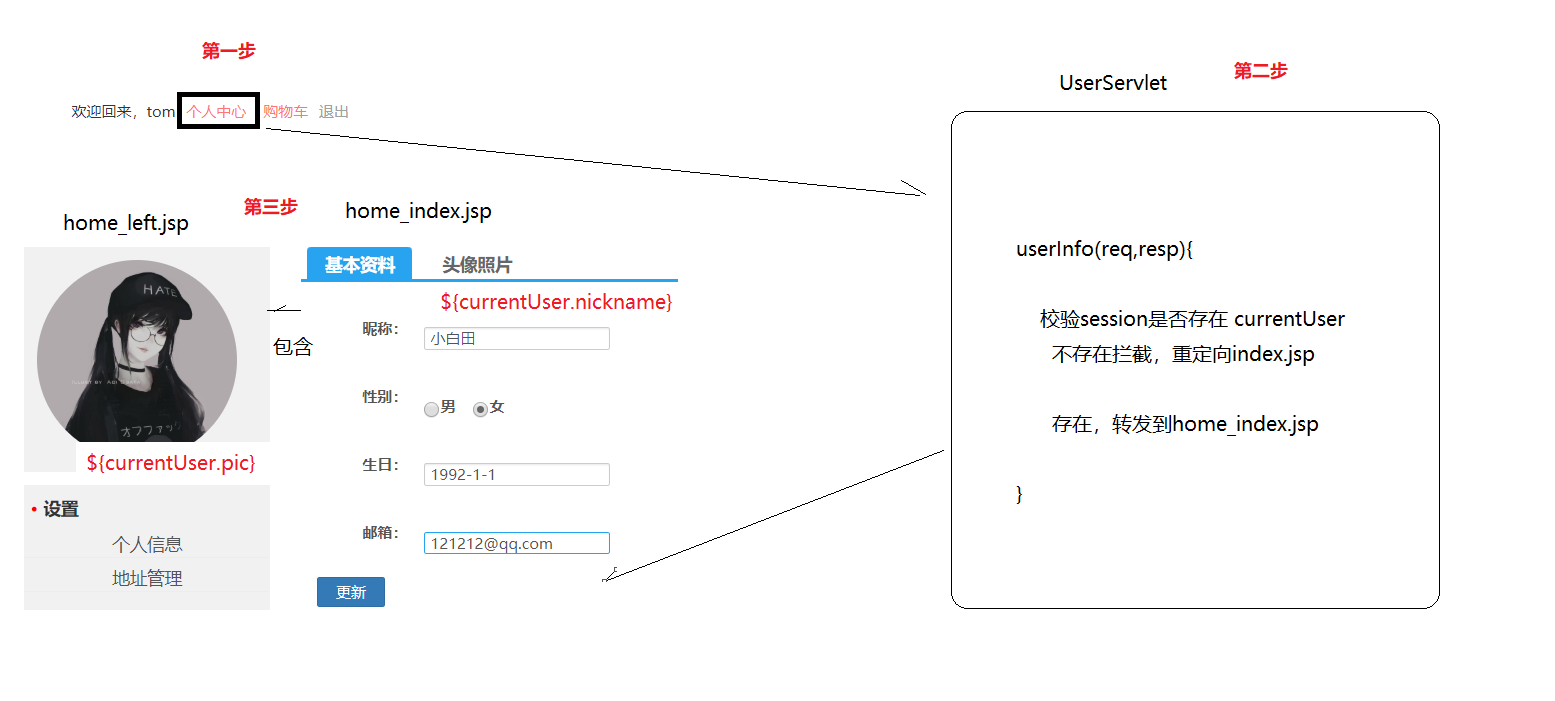 第一步
第二步
UserServlet
欢迎回来，tom 个人中心 购物车 退出
第三步
home_left.jsp
home_index.jsp
HATE
基本资料 头像照片
${currentUser.nickname}
昵称：
小白田
包含
性别：
男 女
オフファック
${currentUser.pic}
生日：
1992-1-1
设置
邮箱：
121212@qq.com
个人信息
地址管理
更新
userInfo(req,resp){
校验session是否存在 currentUser
不存在拦截，重定向index.jsp
存在，转发到home_index.jsp
}